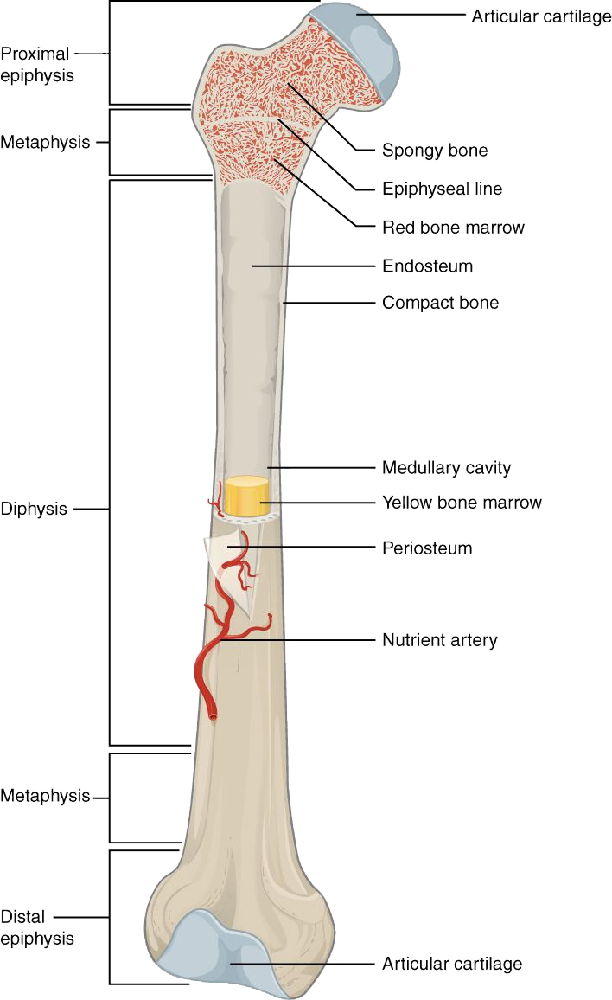 Articular cartilage
Proximal
epiphysis
Metaphysis
Spongy bone
Epiphyseal line
Red bone marrow
Endosteum
Compact bone
Medullary cavity
Yellow bone marrow
Diphysis
Periosteum
Nutrient artery
Metaphysis
Distal
epiphysis
Articular cartilage